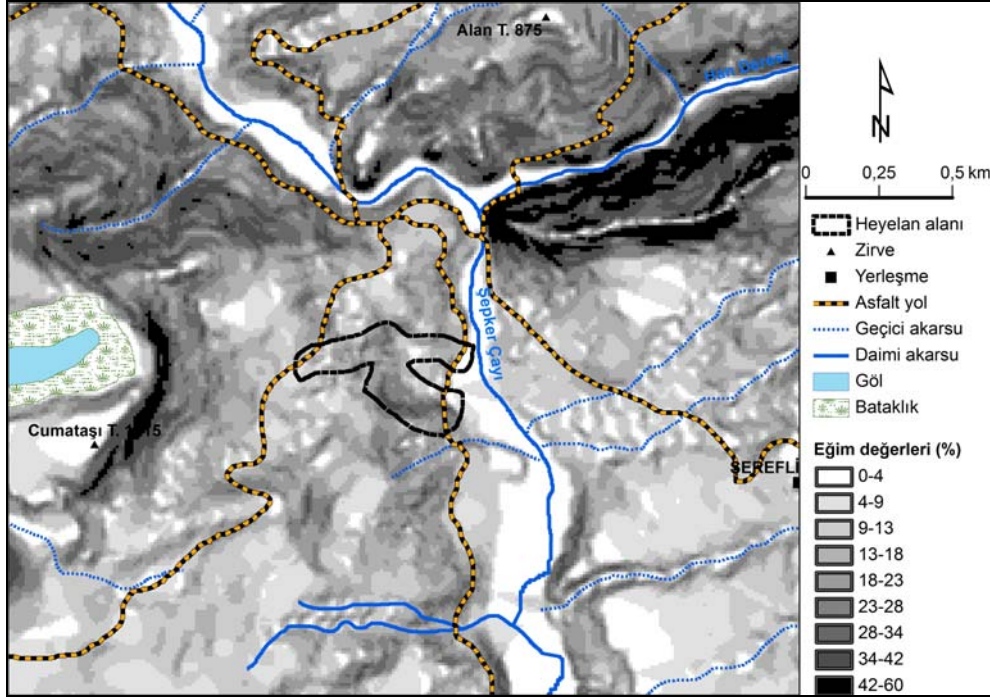 Alan T. 875
Han Deresi
N
0 0,25 0,5 km
Heyelan alanı
Zirve
Yerleşme
Asfalt yol
Geçici akarsu
Daimi akarsu
Göl
Bataklık
Şepker Çayı
Cumataşı T.
ŞEREFLİ
Eğim değerleri (%)
0-4
4-9
9-13
13-18
18-23
23-28
28-34
34-42
42-60